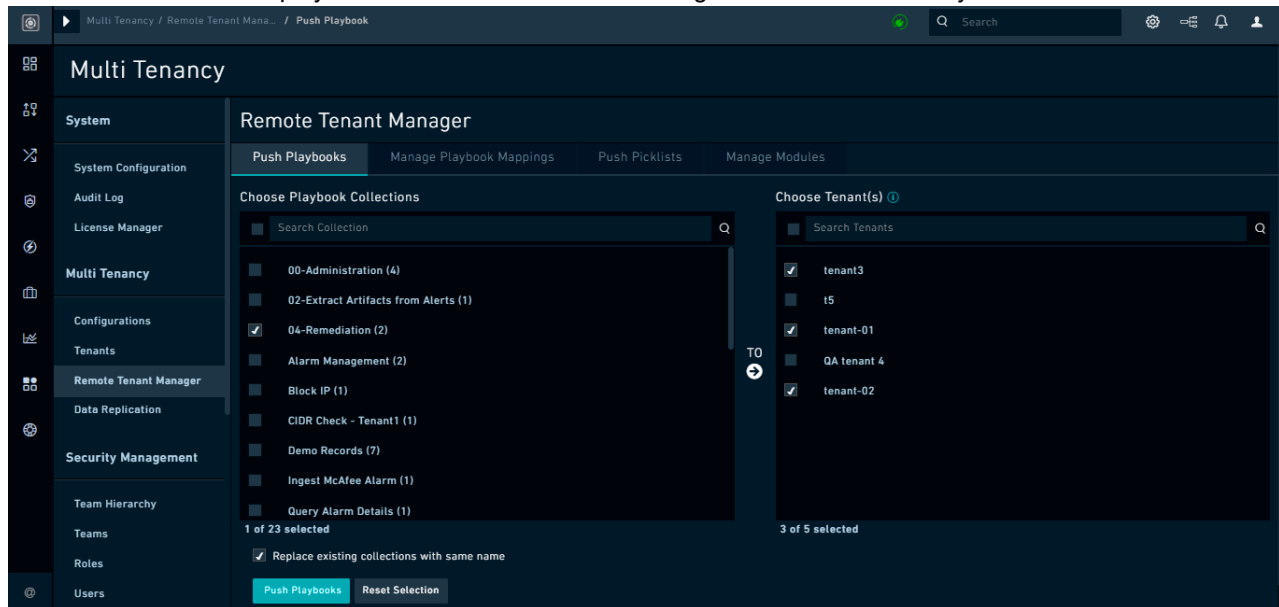 Multi Tenancy / Remote Tenant Mana… / Push Playbook
Search
Multi Tenancy
System
System Configuration
Audit Log
License Manager
Multi Tenancy
Configurations
Tenants
Remote Tenant Manager
Data Replication
Security Management
Team Hierarchy
Teams
Roles
Users
@
Remote Tenant Manager
Push Playbooks Manage Playbook Mappings Push Picklists Manage Modules
Choose Playbook Collections
Search Collection
00-Administration (4)
02-Extract Artifacts from Alerts (1)
04-Remediation (2)
Alarm Management (2)
Block IP (1)
CIDR Check - Tenant1 (1)
Demo Records (7)
Ingest McAfee Alarm (1)
Query Alarm Details (1)
1 of 23 selected
Replace existing collections with same name
Push Playbooks Reset Selection
TO
Choose Tenant(s)
Search Tenants
tenant3
t5
tenant-01
QA tenant 4
tenant-02
3 of 5 selected